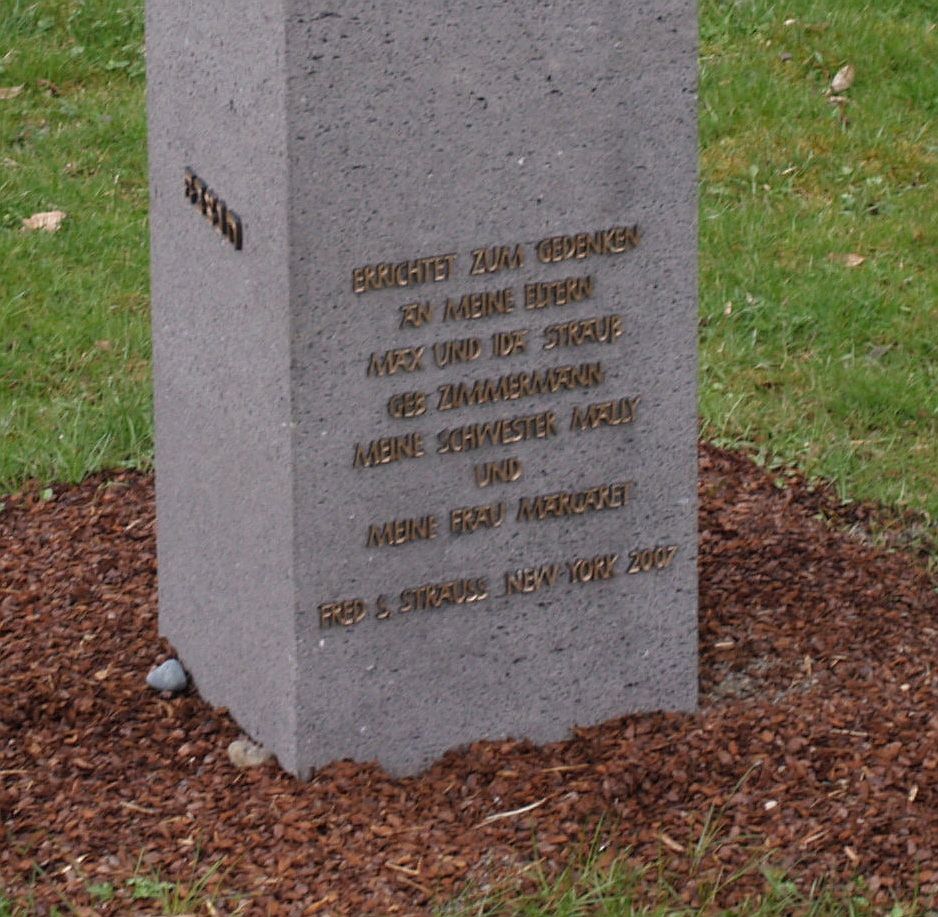 ERRICHTET ZUM GEDENKEN
AN MEINE ELTERN
MAX UND IDA STRAUß
GEB ZIMMERMANN
MEINE SCHWESTER MALLY
UND
MEINE FRAU MARGARET
FRED S. STRAUSS NEW YORK 2007